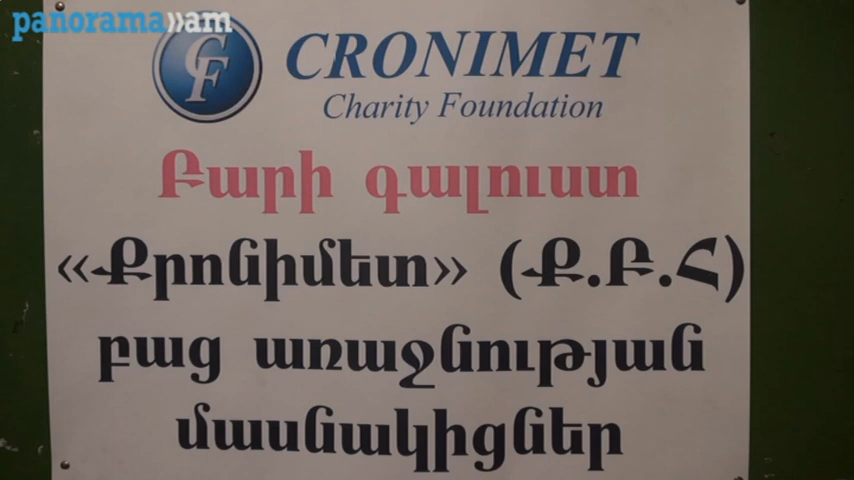 panorama»am
CF
CRONIMET
Charity Foundation
Բարի գալուստ
«Քրոնիմետ» (Ք.Բ.Հ)
բաց առաջնության
մասնակիցներ